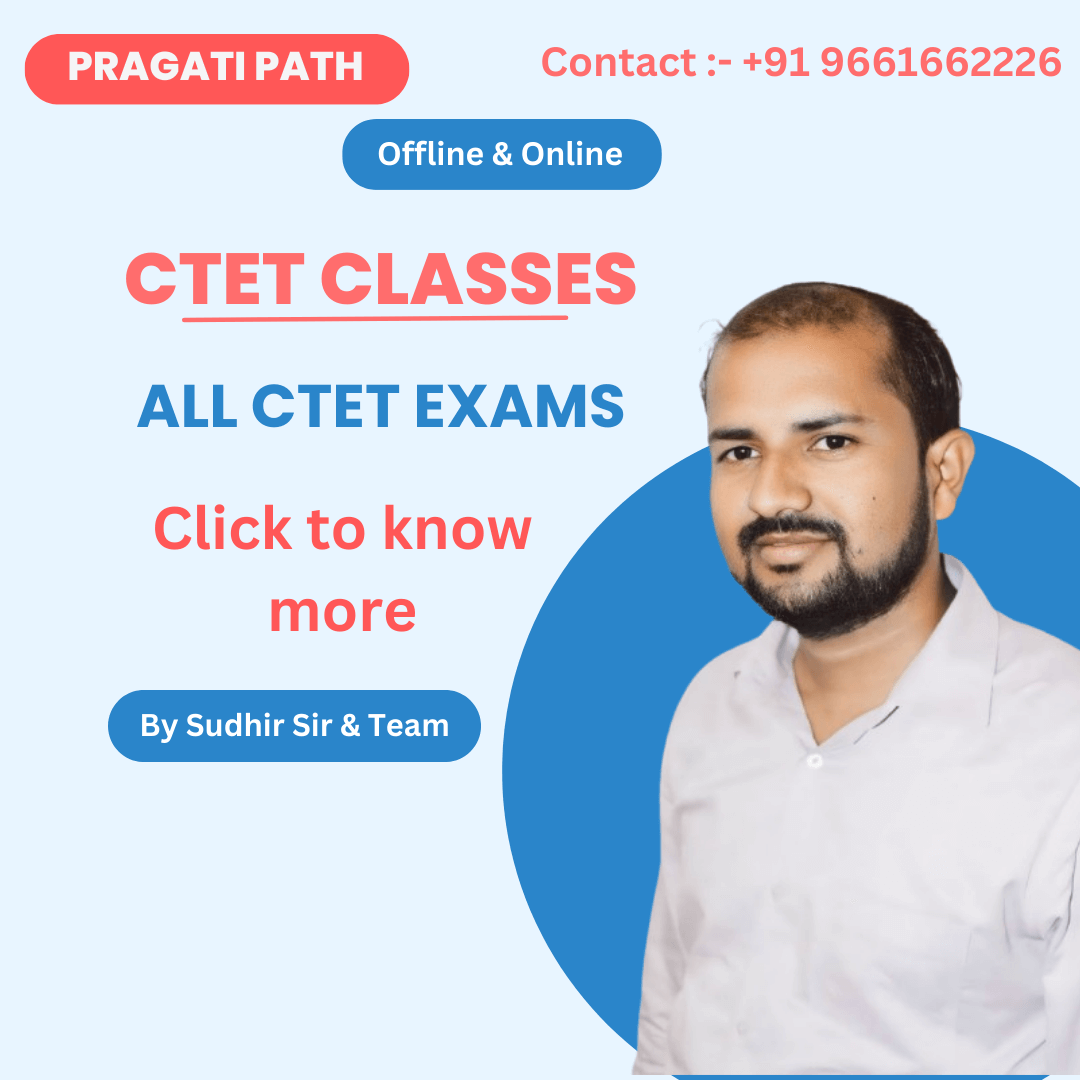 PRAGATI PATH
Contact :- +91 9661662226
Offline & Online
CTET CLASSES
ALL CTET EXAMS
Click to know
more
By Sudhir Sir & Team